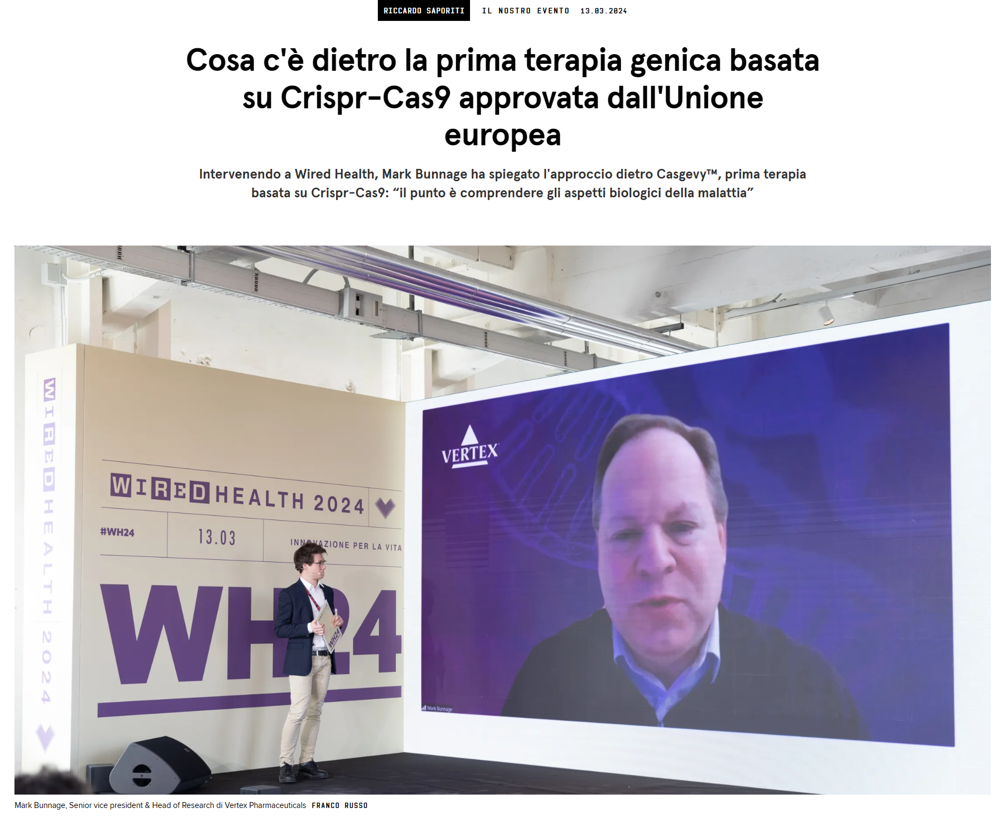 RICCARDO SAPORITI IL NOSTRO EVENTO 13.03.2024
Cosa c'è dietro la prima terapia genica basata
su Crispr-Cas9 approvata dall'Unione
europea
Intervenendo a Wired Health, Mark Bunnage ha spiegato l'approccio dietro Casgevy™, prima terapia
basata su Crispr-Cas9: “il punto è comprendere gli aspetti biologici della malattia”
WIRED HEALTH 2024
WIRED HEALTH 2024
#WH24
13.03
INNOVAZIONE PER LA VITA
WH24
WH24
VERTEX
Mark Bunnage
Mark Bunnage, Senior vice president & Head of Research di Vertex Pharmaceuticals FRANCO RUSSO